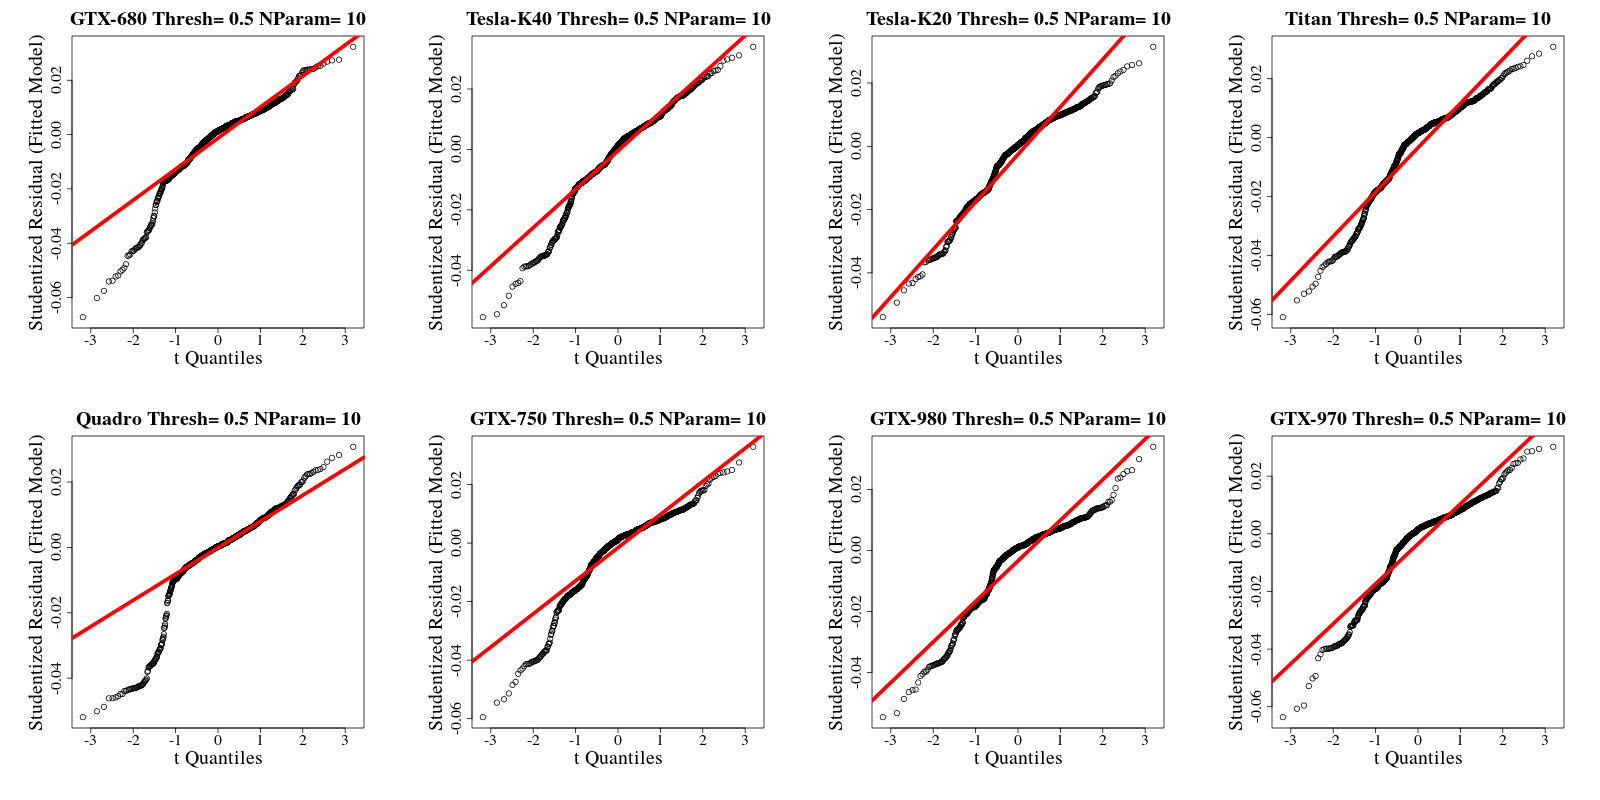 GTX-680 Thresh= 0.5 NParam= 10
Studentized Residual (Fitted Model)
0.02
0.00
-0.02
-0.04
-0.06
-3 -2 -1 0 1 2 3
t Quantiles
Tesla-K40 Thresh= 0.5 NParam= 10
Studentized Residual (Fitted Model)
0.02
0.00
-0.02
-0.04
-3 -2 -1 0 1 2 3
t Quantiles
Tesla-K20 Thresh= 0.5 NParam= 10
Studentized Residual (Fitted Model)
0.02
0.00
-0.02
-0.04
-3 -2 -1 0 1 2 3
t Quantiles
Titan Thresh= 0.5 NParam= 10
Studentized Residual (Fitted Model)
0.02
0.00
-0.02
-0.04
-0.06
-3 -2 -1 0 1 2 3
t Quantiles
Quadro Thresh= 0.5 NParam= 10
Studentized Residual (Fitted Model)
0.02
0.00
-0.02
-0.04
-3 -2 -1 0 1 2 3
t Quantiles
GTX-750 Thresh= 0.5 NParam= 10
Studentized Residual (Fitted Model)
0.02
0.00
-0.02
-0.04
-0.06
-3 -2 -1 0 1 2 3
t Quantiles
GTX-980 Thresh= 0.5 NParam= 10
Studentized Residual (Fitted Model)
0.02
0.00
-0.02
-0.04
-3 -2 -1 0 1 2 3
t Quantiles
GTX-970 Thresh= 0.5 NParam= 10
Studentized Residual (Fitted Model)
0.02
0.00
-0.02
-0.04
-0.06
-3 -2 -1 0 1 2 3
t Quantiles